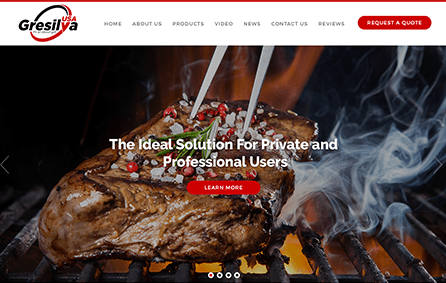 Gresilva
USA
HOME ABOUT US PRODUCTS VIDEO NEWS CONTACT US REVIEWS REQUEST A QUOTE
The Ideal Solution For Private and
Professional Users
LEARN MORE